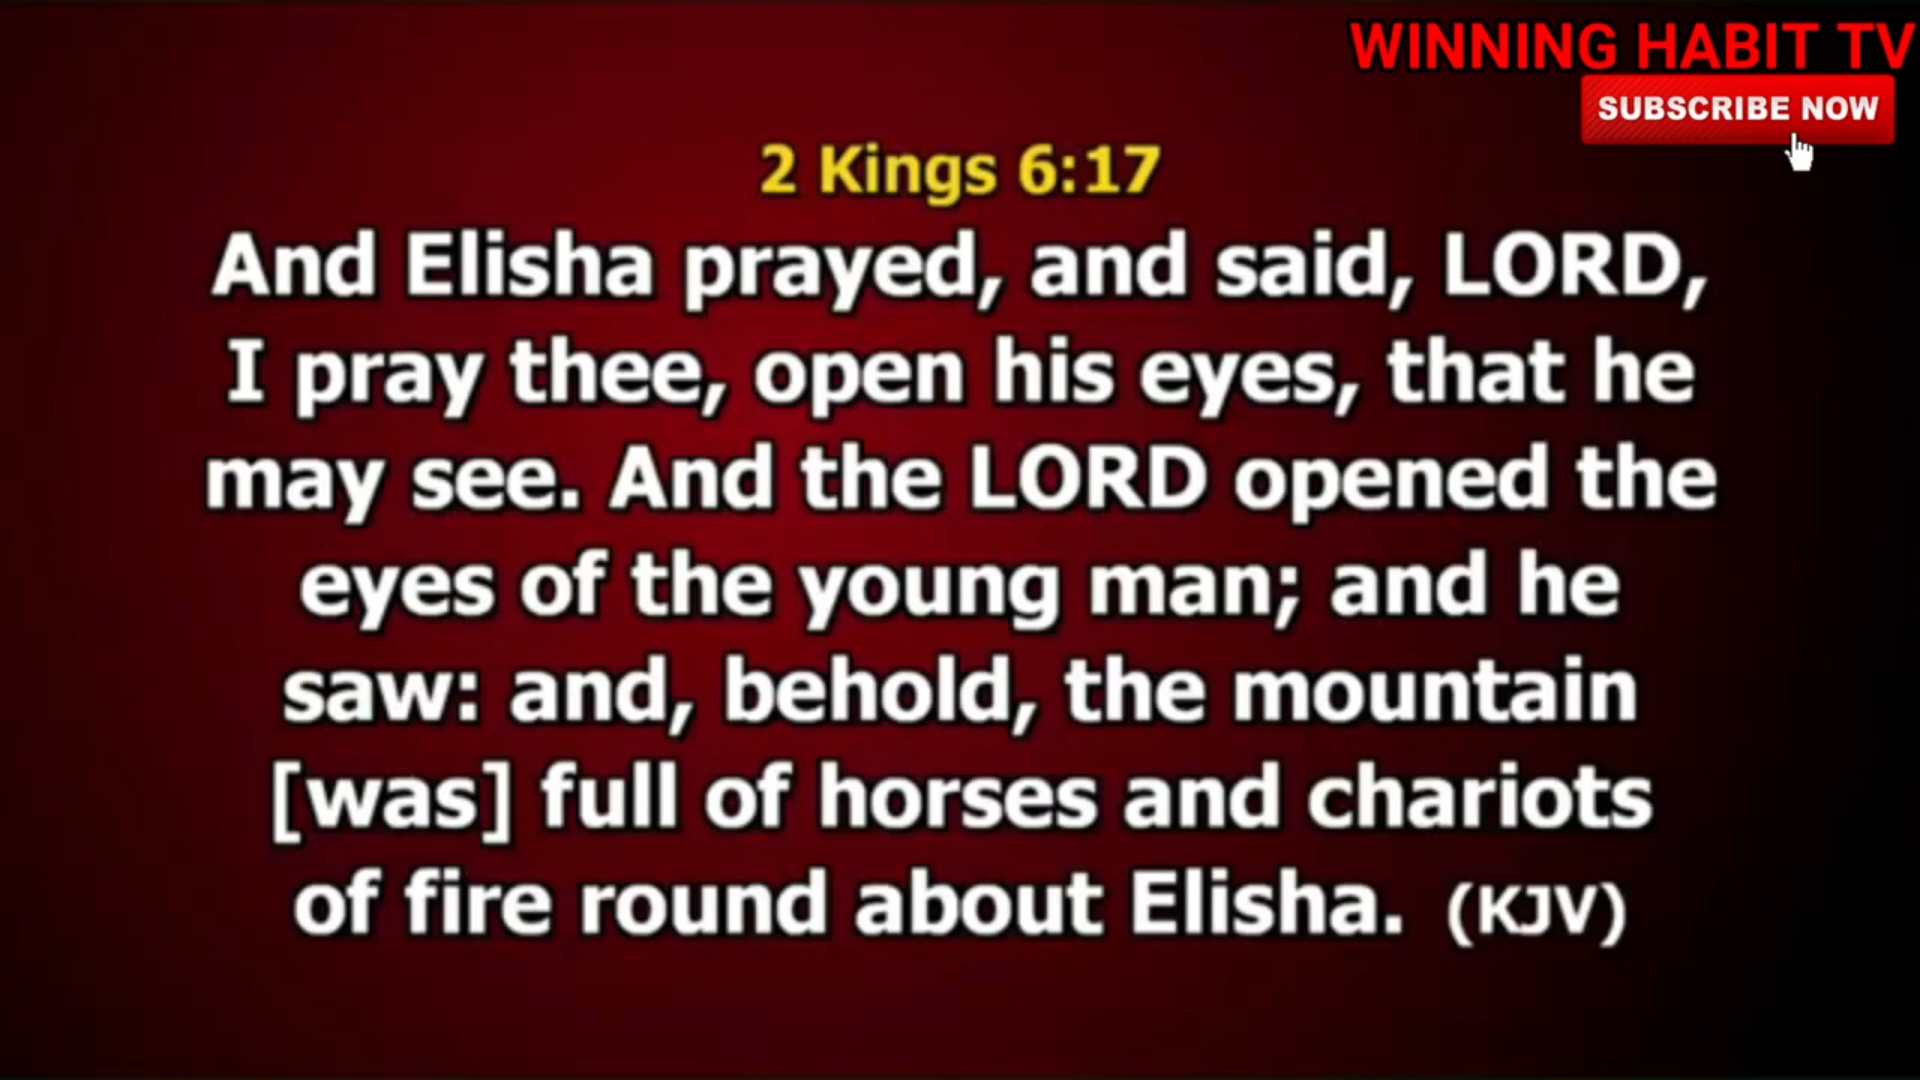 WINNING HABIT TV
SUBSCRIBE NOW
2 Kings 6:17
And Elisha prayed, and said, LORD,
I pray thee, open his eyes, that he
may see. And the LORD opened the
eyes of the young man; and he
saw: and, behold, the mountain
[was] full of horses and chariots
of fire round about Elisha. (KJV)